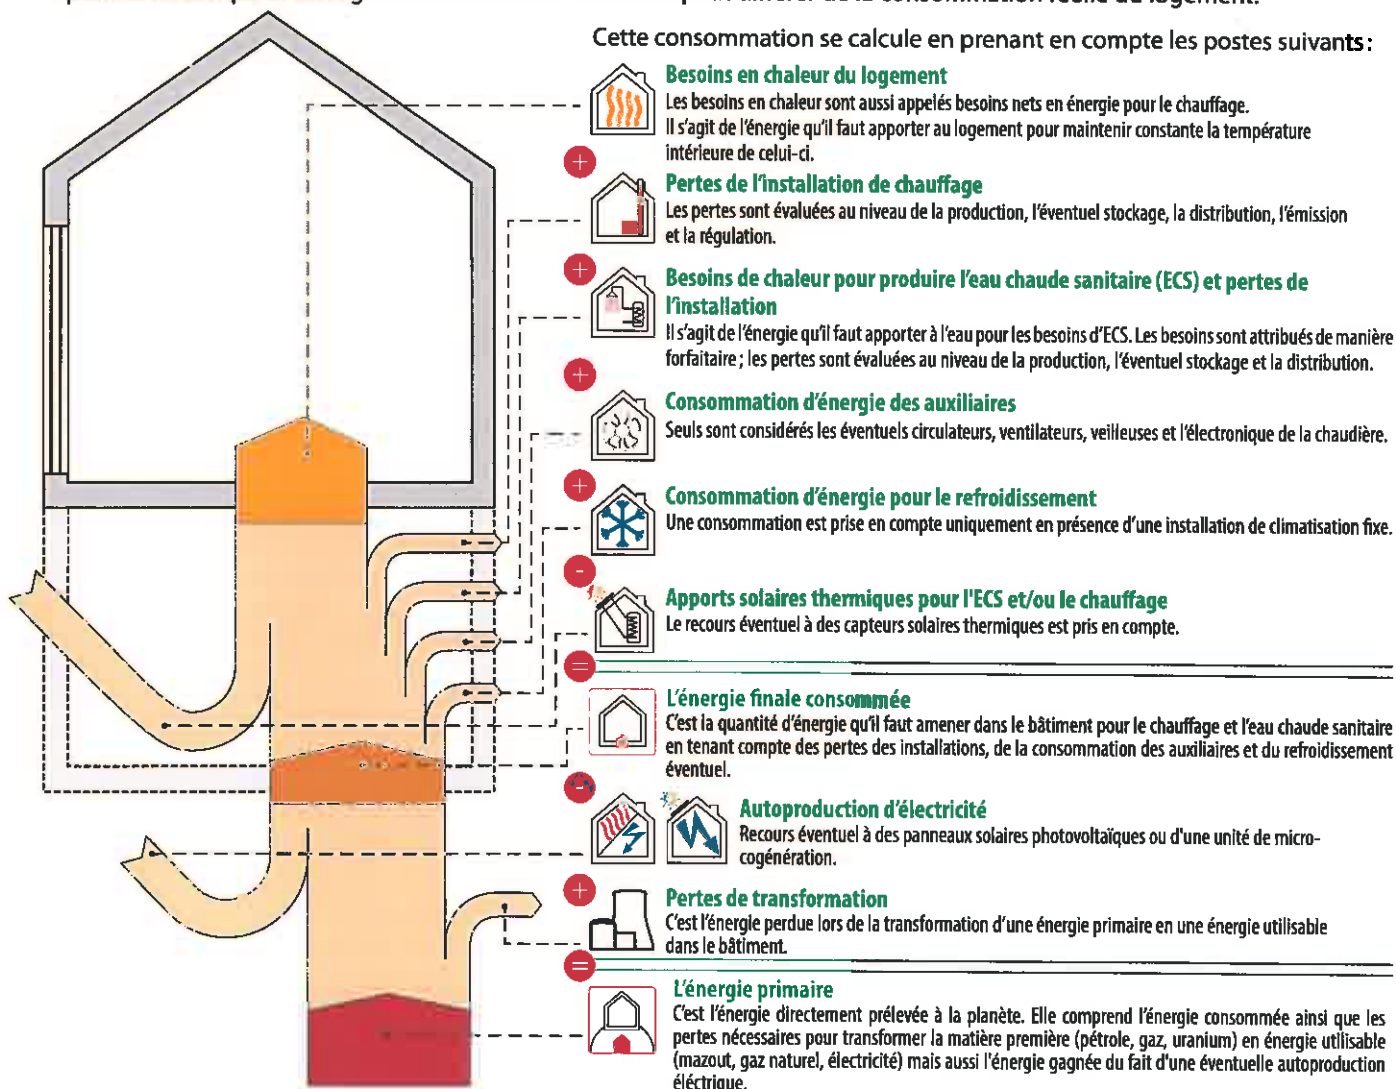 de la consommation réelle du logement.
Cette consommation se calcule en prenant en compte les postes suivants :
Besoins en chaleur du logement
Les besoins en chaleur sont aussi appelés besoins nets en énergie pour le chauffage.
Il s'agit de l'énergie qu'il faut apporter au logement pour maintenir constante la température
intérieure de celui-ci.
+
Pertes de l'installation de chauffage
Les pertes sont évaluées au niveau de la production, l'éventuel stockage, la distribution, l'émission
et la régulation.
+
Besoins de chaleur pour produire l'eau chaude sanitaire (ECS) et pertes de
l'installation
Il s'agit de l'énergie qu'il faut apporter à l'eau pour les besoins d'ECS. Les besoins sont attribués de manière
forfaitaire ; les pertes sont évaluées au niveau de la production, l'éventuel stockage et la distribution.
+
Consommation d'énergie des auxiliaires
Seuls sont considérés les éventuels circulateurs, ventilateurs, veilleuses et l'électronique de la chaudière.
+
Consommation d'énergie pour le refroidissement
Une consommation est prise en compte uniquement en présence d'une installation de climatisation fixe.
-
Apports solaires thermiques pour l'ECS et/ou le chauffage
Le recours éventuel à des capteurs solaires thermiques est pris en compte.
=
L'énergie finale consommée
C'est la quantité d'énergie qu'il faut amener dans le bâtiment pour le chauffage et l'eau chaude sanitaire
en tenant compte des pertes des installations, de la consommation des auxiliaires et du refroidissement
éventuel.
-
Autoproduction d'électricité
Recours éventuel à des panneaux solaires photovoltaïques ou d'une unité de micro-
cogénération.
+
Pertes de transformation
C'est l'énergie perdue lors de la transformation d'une énergie primaire en une énergie utilisable
dans le bâtiment.
=
L'énergie primaire
C'est l'énergie directement prélevée à la planète. Elle comprend l'énergie consommée ainsi que les
pertes nécessaires pour transformer la matière première (pétrole, gaz, uranium) en énergie utilisable
(mazout, gaz naturel, électricité) mais aussi l'énergie gagnée du fait d'une éventuelle autoproduction
éléctrique.